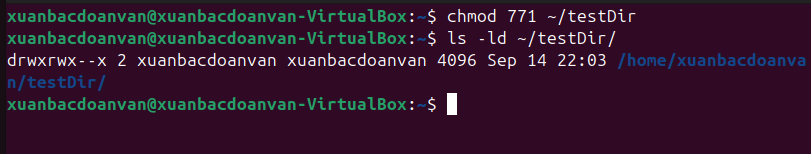 xuanbacdoanvan@xuanbacdoanvan-VirtualBox:~$ chmod 771 ~/testDir
xuanbacdoanvan@xuanbacdoanvan-VirtualBox:~$ ls -ld ~/testDir/
drwxrwx--x 2 xuanbacdoanvan xuanbacdoanvan 4096 Sep 14 22:03 /home/xuanbacdoanva
n/testDir/
xuanbacdoanvan@xuanbacdoanvan-VirtualBox:~$